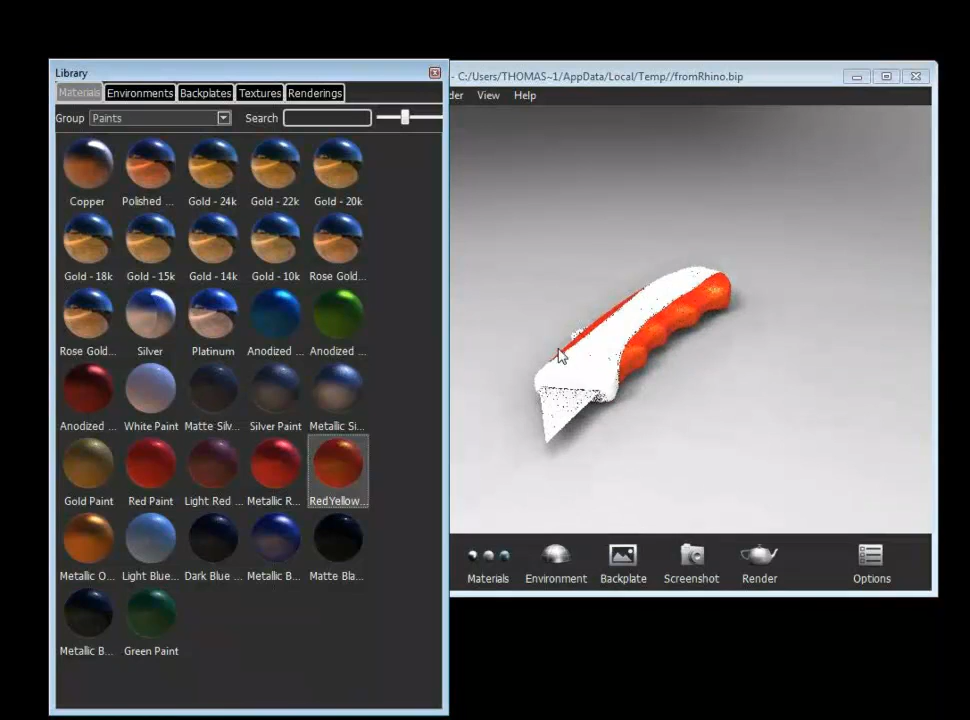 Library
- C:/Users/THOMAS~1/AppData/Local/Temp//fromRhino.bip
Materials Environments Backplates Textures Renderings
der View Help
Group Paints Search
Copper Polished ... Gold - 24k Gold - 22k Gold - 20k
Gold - 18k Gold - 15k Gold - 14k Gold - 10k Rose Gold...
Rose Gold... Silver Platinum Anodized ... Anodized ...
Anodized ... White Paint Matte Silv... Silver Paint Metallic Si...
Gold Paint Red Paint Light Red ... Metallic R... RedYellow...
Metallic O... Light Blue... Dark Blue ... Metallic B... Matte Bla...
Metallic B... Green Paint
Materials Environment Backplate Screenshot Render Options